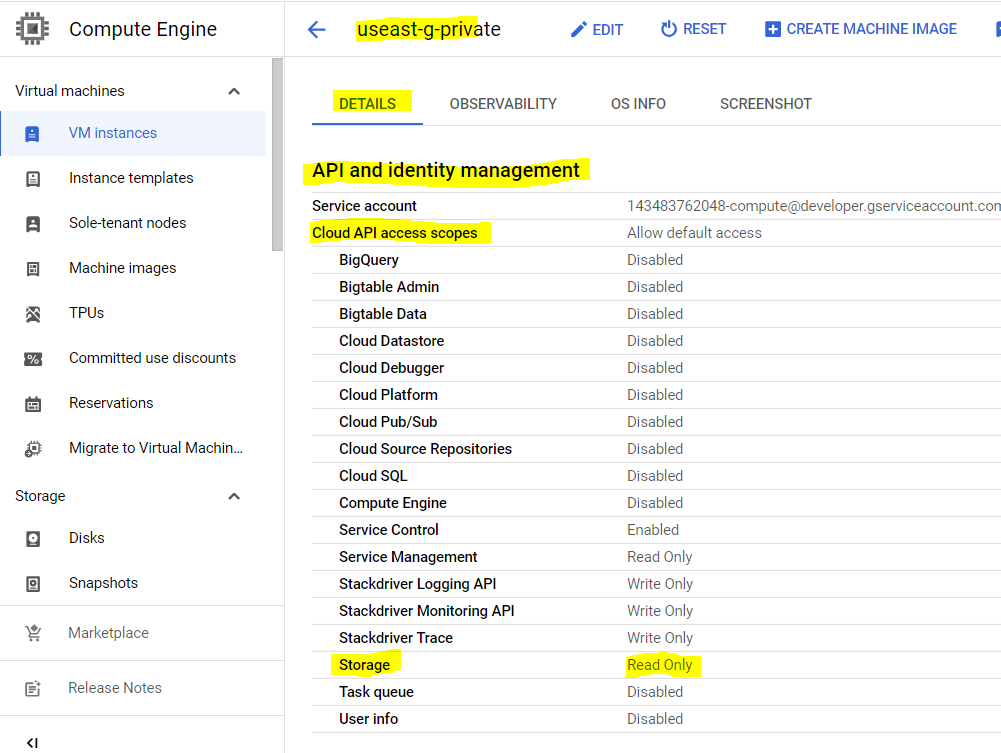 Compute Engine
useast-g-private
EDIT
RESET
CREATE MACHINE IMAGE
Virtual machines
VM instances
Instance templates
Sole-tenant nodes
Machine images
TPUs
Committed use discounts
Reservations
Migrate to Virtual Machin...
Storage
Disks
Snapshots
Marketplace
Release Notes
DETAILS
OBSERVABILITY
OS INFO
SCREENSHOT
API and identity management
Service account 143483762048-compute@developer.gserviceaccount.com
Cloud API access scopes Allow default access
BigQuery Disabled
Bigtable Admin Disabled
Bigtable Data Disabled
Cloud Datastore Disabled
Cloud Debugger Disabled
Cloud Platform Disabled
Cloud Pub/Sub Disabled
Cloud Source Repositories Disabled
Cloud SQL Disabled
Compute Engine Disabled
Service Control Enabled
Service Management Read Only
Stackdriver Logging API Write Only
Stackdriver Monitoring API Write Only
Stackdriver Trace Write Only
Storage Read Only
Task queue Disabled
User info Disabled